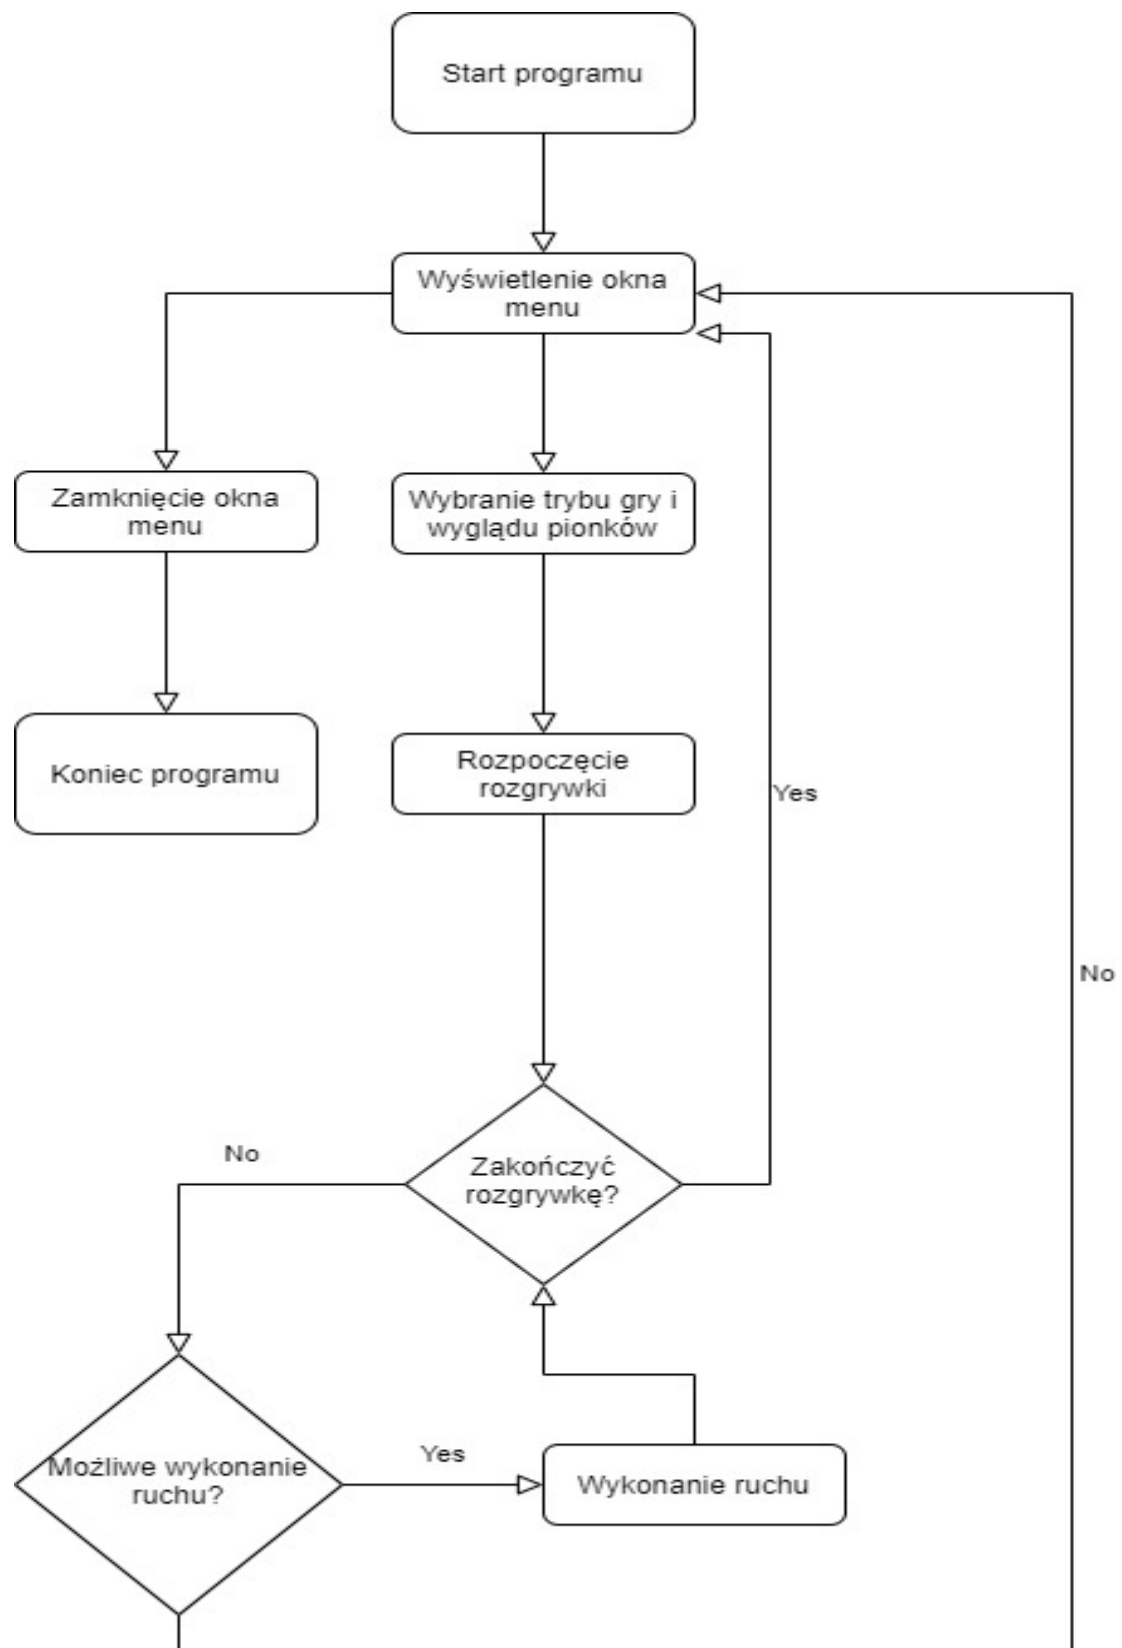 Start programu
Wyświetlenie okna
menu
Zamknięcie okna
menu
Wybranie trybu gry i
wyglądu pionków
Koniec programu
Rozpoczęcie
rozgrywki
Yes
No
No
Zakończyć
rozgrywkę?
Możliwe wykonanie
ruchu?
Yes
Wykonanie ruchu